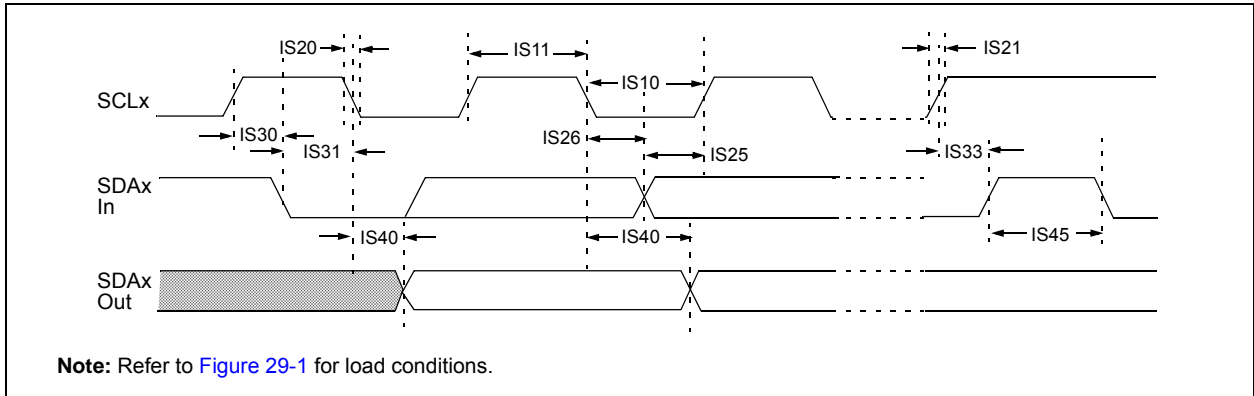 IS20 IS11 IS21
IS10
SCLx
IS30 IS26
IS31 IS25 IS33
SDAx
In
IS40 IS40 IS45
SDAx
Out
Note: Refer to Figure 29-1 for load conditions.